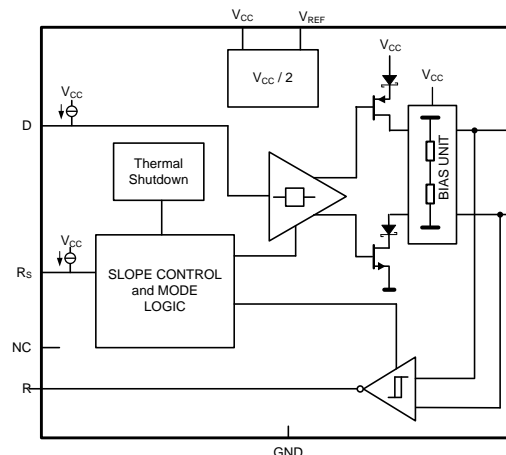 VCC
VREF
VCC / 2
VCC
VCC
VCC
D
Thermal
Shutdown
BIAS UNIT
VCC
RS
SLOPE CONTROL
and MODE
LOGIC
NC
R
GND